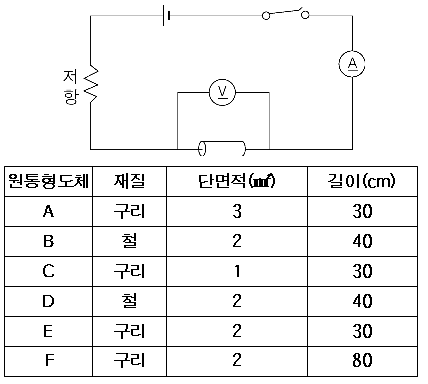 저
항
A
V
원통형도체 재질 단면적(㎟) 길이(cm)
A 구리 3 30
B 철 2 40
C 구리 1 30
D 철 2 40
E 구리 2 30
F 구리 2 80